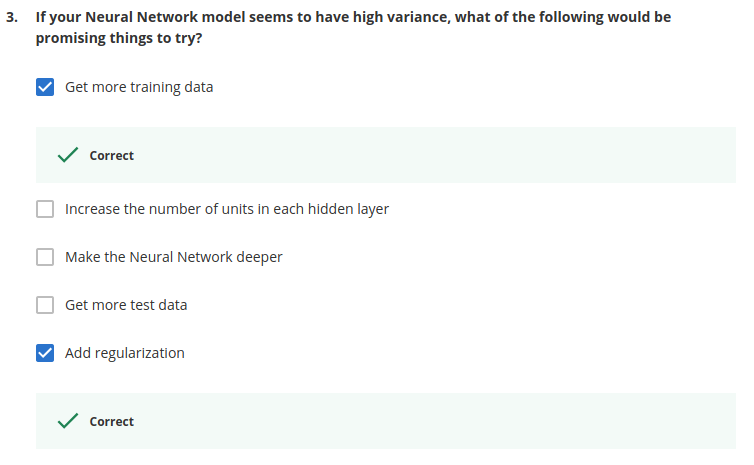 3. If your Neural Network model seems to have high variance, what of the following would be
promising things to try?
Get more training data
Correct
Increase the number of units in each hidden layer
Make the Neural Network deeper
Get more test data
Add regularization
Correct